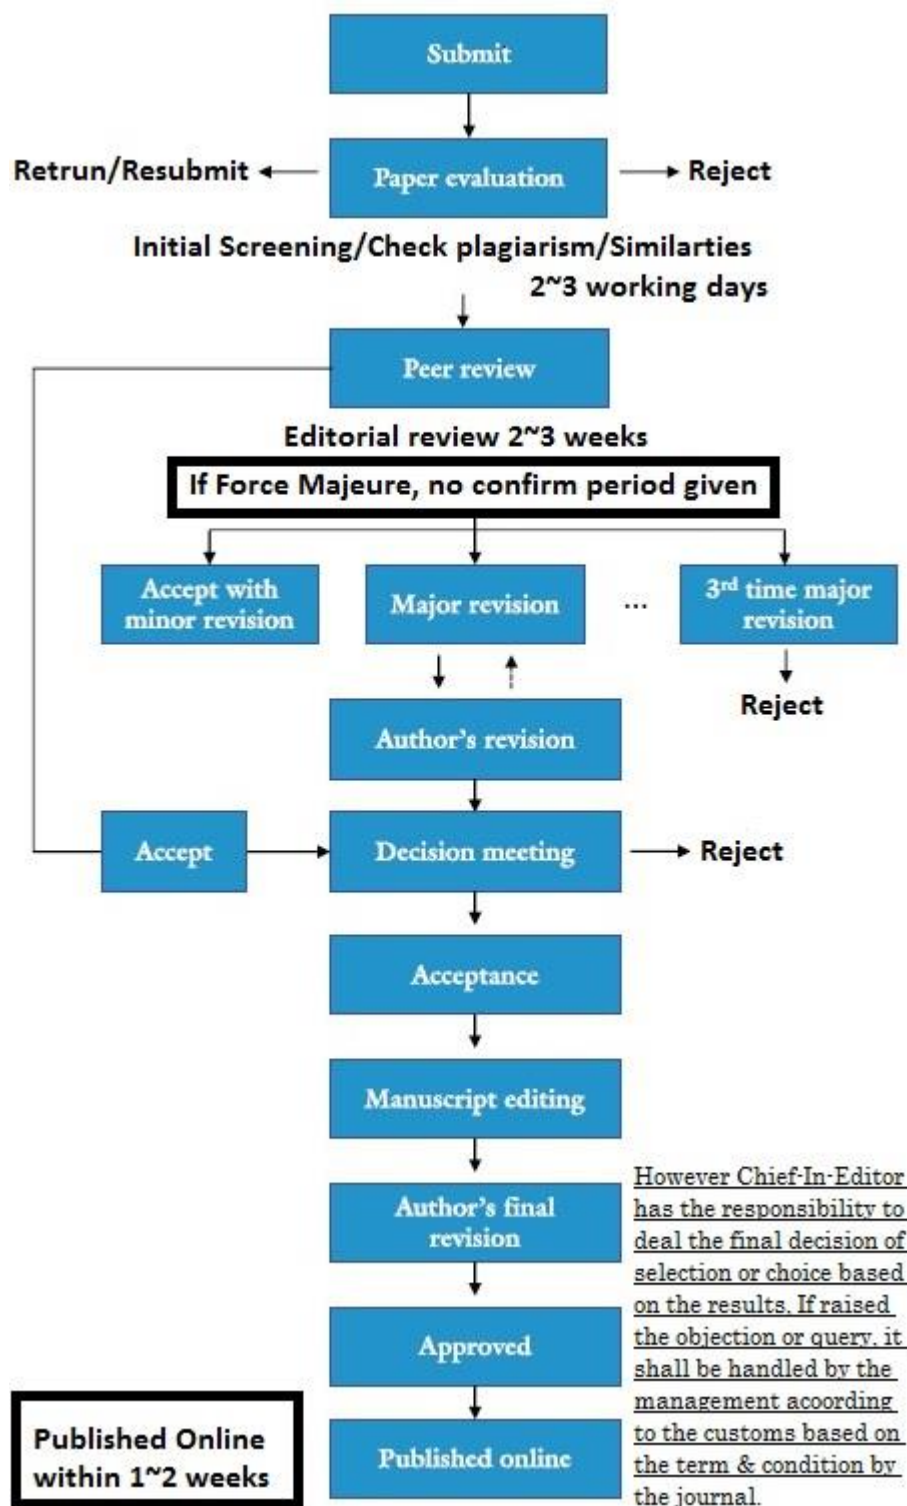 Submit
Retrun/Resubmit
Paper evaluation
Reject
Initial Screening/Check plagiarism/Similarties
2~3 working days
Peer review
Editorial review 2~3 weeks
If Force Majeure, no confirm period given
Accept with
minor revision
Major revision
...
3rd time major
revision
Reject
Author's revision
Accept
Decision meeting
Reject
Acceptance
Manuscript editing
Author's final
revision
Approved
Published online
However Chief-In-Editor
has the responsibility to
deal the final decision of
selection or choice based
on the results. If raised
the objection or query, it
shall be handled by the
management acoording
to the customs based on
the term & condition by
the journal.
Published Online
within 1~2 weeks